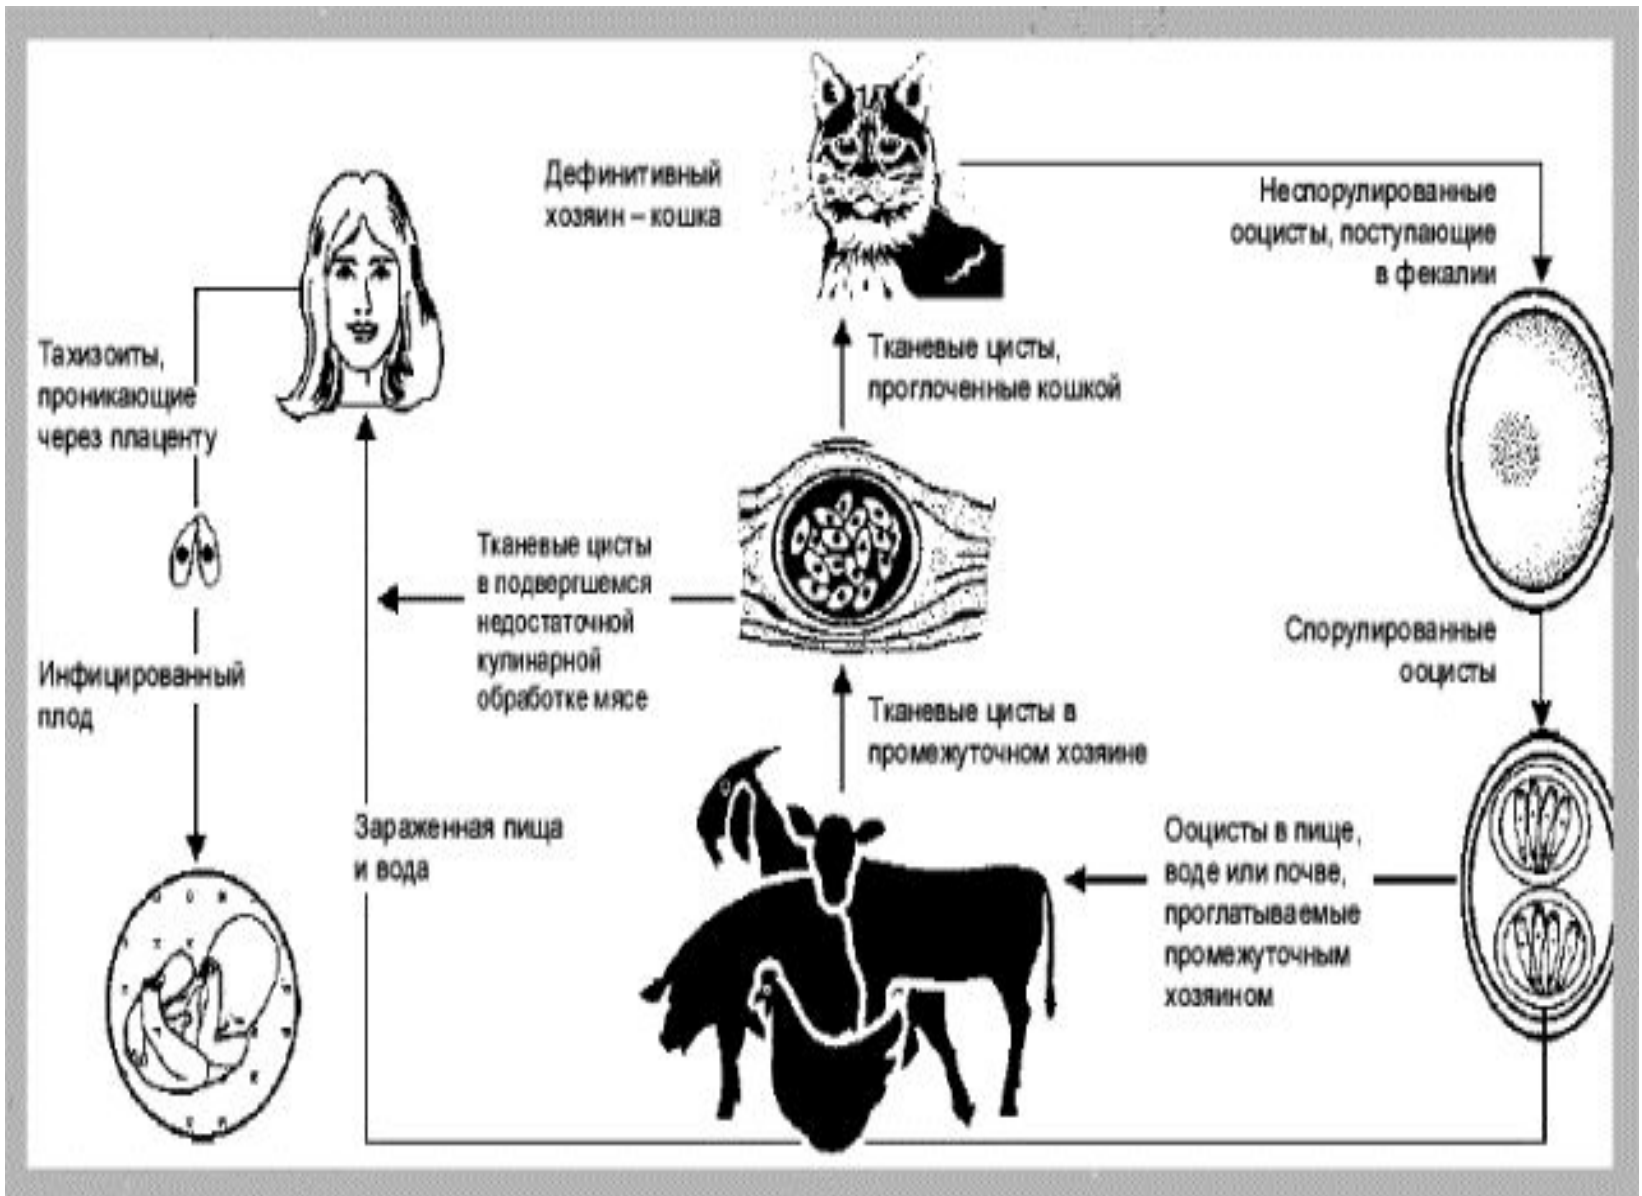 Дефинитивный
хозяин – кошка
Неспорулированные
ооцисты, поступающие
в фекалии
Тахизоиты,
проникающие
через плаценту
Тканевые цисты,
проглоченные кошкой
Тканевые цисты
в подвергшемся
недостаточной
кулинарной
обработке мясе
Спорулированные
ооцисты
Инфицированный
плод
Тканевые цисты в
промежуточном хозяине
Зараженная пища
и вода
Ооцисты в пище,
воде или почве,
проглатываемые
промежуточным
хозяином